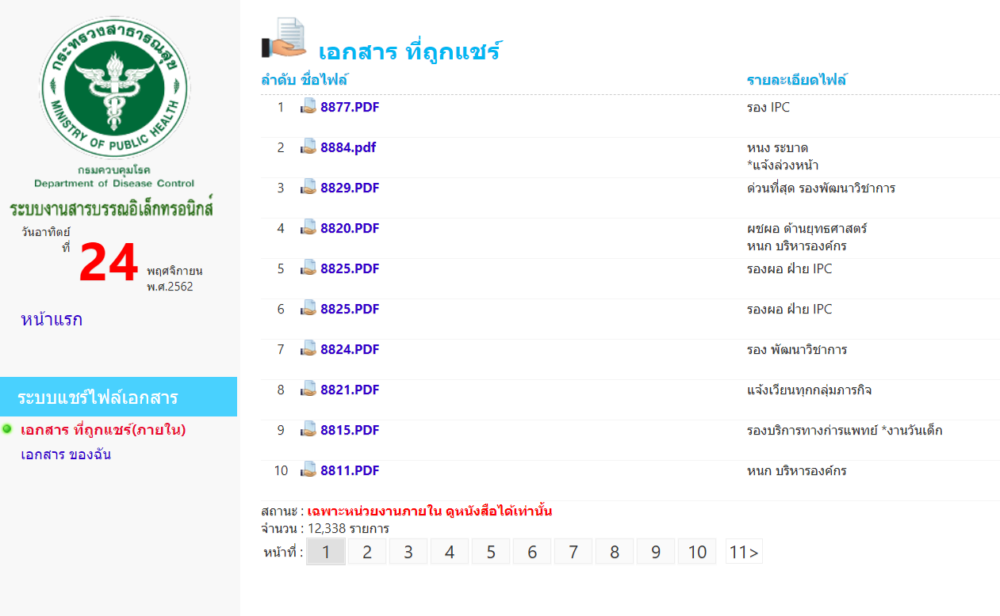 กระทรวงสาธารณสุข
MINISTRY OF PUBLIC HEALTH
กรมควบคุมโรค
Department of Disease Control
ระบบงานสารบรรณอิเล็กทรอนิกส์
วันอาทิตย์
ที่
24
พฤศจิกายน
พ.ศ.2562
หน้าแรก
ระบบแชร์ไฟล์เอกสาร
เอกสาร ที่ถูกแชร์(ภายใน)
เอกสาร ของฉัน
เอกสาร ที่ถูกแชร์
ลำดับ ชื่อไฟล์ รายละเอียดไฟล์
1 8877.PDF รอง IPC
2 8884.pdf หนง ระบาด
*แจ้งล่วงหน้า
3 8829.PDF ด่วนที่สุด รองพัฒนาวิชาการ
4 8820.PDF ผชผอ ด้านยุทธศาสตร์
หนก บริหารองค์กร
5 8825.PDF รองผอ ฝ่าย IPC
6 8825.PDF รองผอ ฝ่าย IPC
7 8824.PDF รอง พัฒนาวิชาการ
8 8821.PDF แจ้งเวียนทุกกลุ่มภารกิจ
9 8815.PDF รองบริการทางก่ารแพทย์ *งานวันเด็ก
10 8811.PDF หนก บริหารองค์กร
สถานะ : เฉพาะหน่วยงานภายใน ดูหนังสือได้เท่านั้น
จำนวน : 12,338 รายการ
หน้าที่ : 1 2 3 4 5 6 7 8 9 10 11>